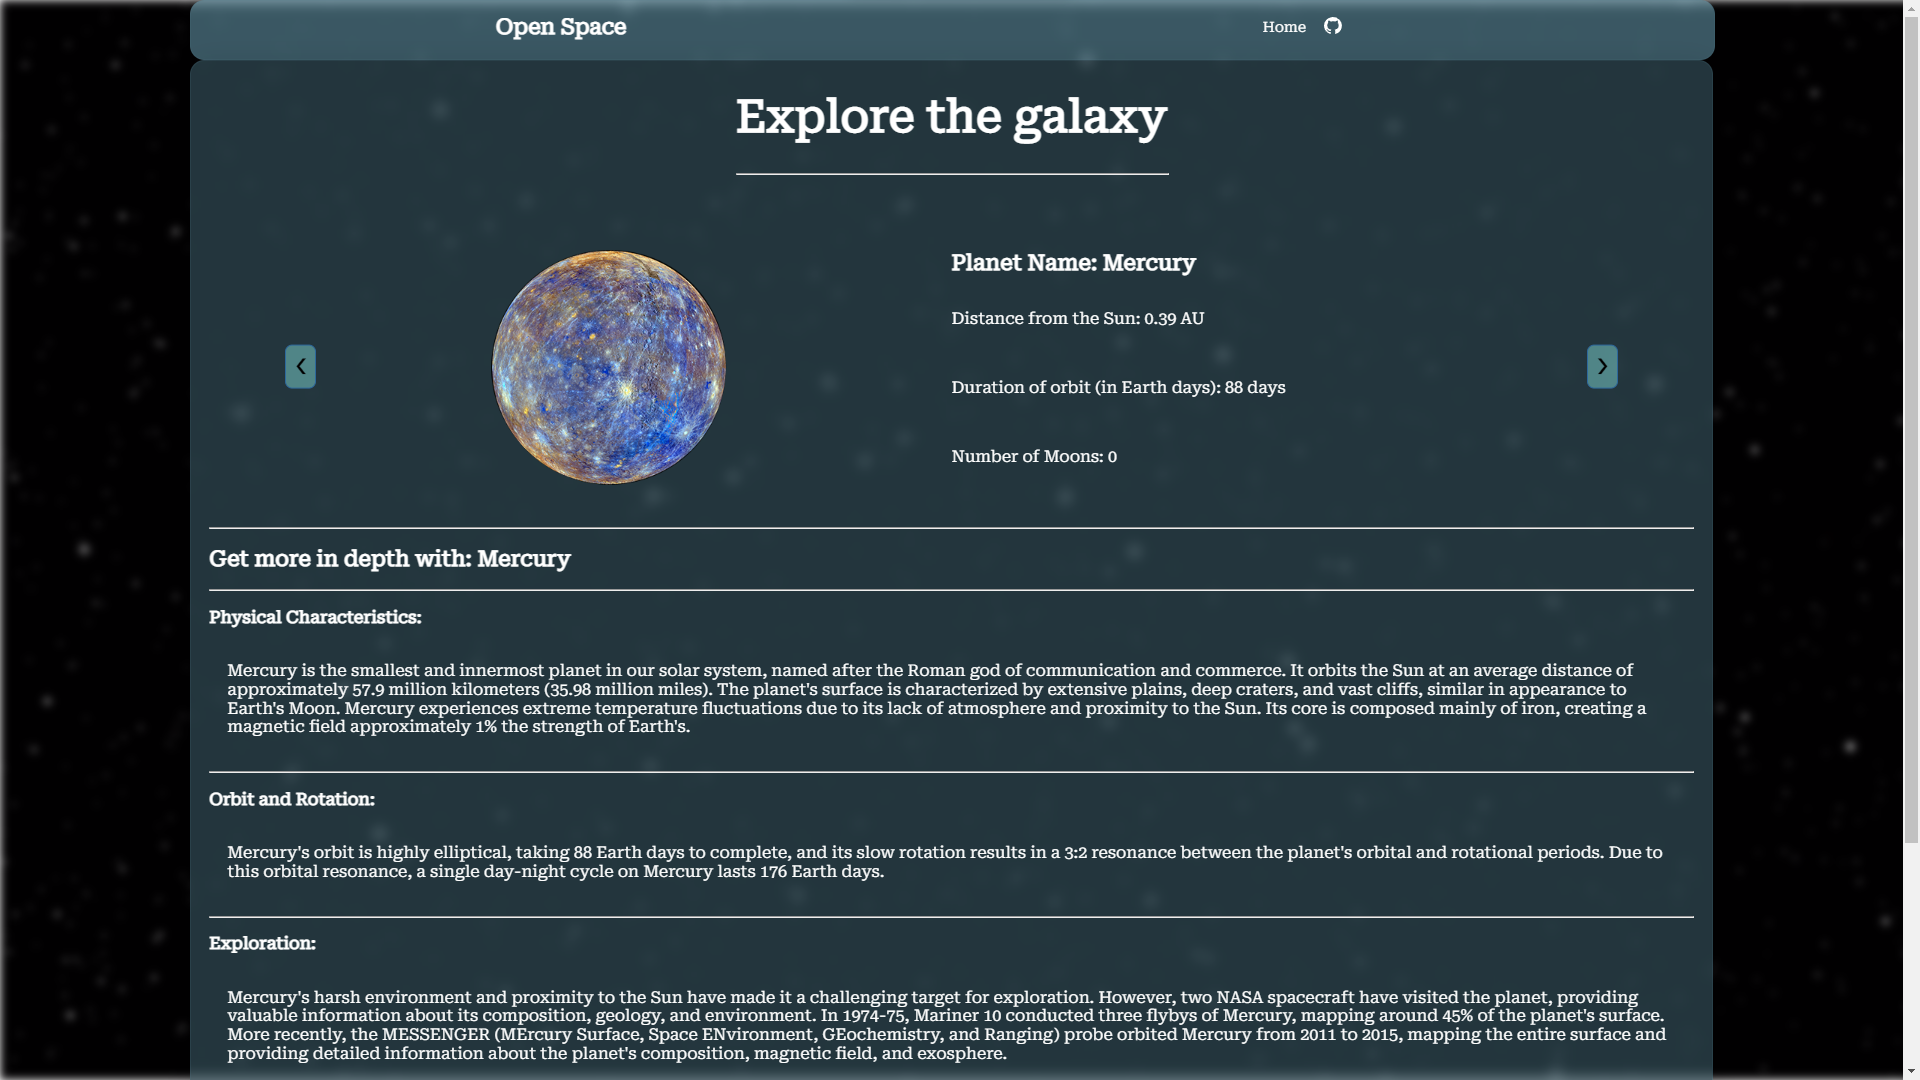 Open Space
Home
Explore the galaxy
Planet Name: Mercury
Distance from the Sun: 0.39 AU
Duration of orbit (in Earth days): 88 days
Number of Moons: 0
Get more in depth with: Mercury
Physical Characteristics:
Mercury is the smallest and innermost planet in our solar system, named after the Roman god of communication and commerce. It orbits the Sun at an average distance of
approximately 57.9 million kilometers (35.98 million miles). The planet's surface is characterized by extensive plains, deep craters, and vast cliffs, similar in appearance to
Earth's Moon. Mercury experiences extreme temperature fluctuations due to its lack of atmosphere and proximity to the Sun. Its core is composed mainly of iron, creating a
magnetic field approximately 1% the strength of Earth's.
Orbit and Rotation:
Mercury's orbit is highly elliptical, taking 88 Earth days to complete, and its slow rotation results in a 3:2 resonance between the planet's orbital and rotational periods. Due to
this orbital resonance, a single day-night cycle on Mercury lasts 176 Earth days.
Exploration:
Mercury's harsh environment and proximity to the Sun have made it a challenging target for exploration. However, two NASA spacecraft have visited the planet, providing
valuable information about its composition, geology, and environment. In 1974-75, Mariner 10 conducted three flybys of Mercury, mapping around 45% of the planet's surface.
More recently, the MESSENGER (MErcury Surface, Space ENvironment, GEochemistry, and Ranging) probe orbited Mercury from 2011 to 2015, mapping the entire surface and
providing detailed information about the planet's composition, magnetic field, and exosphere.